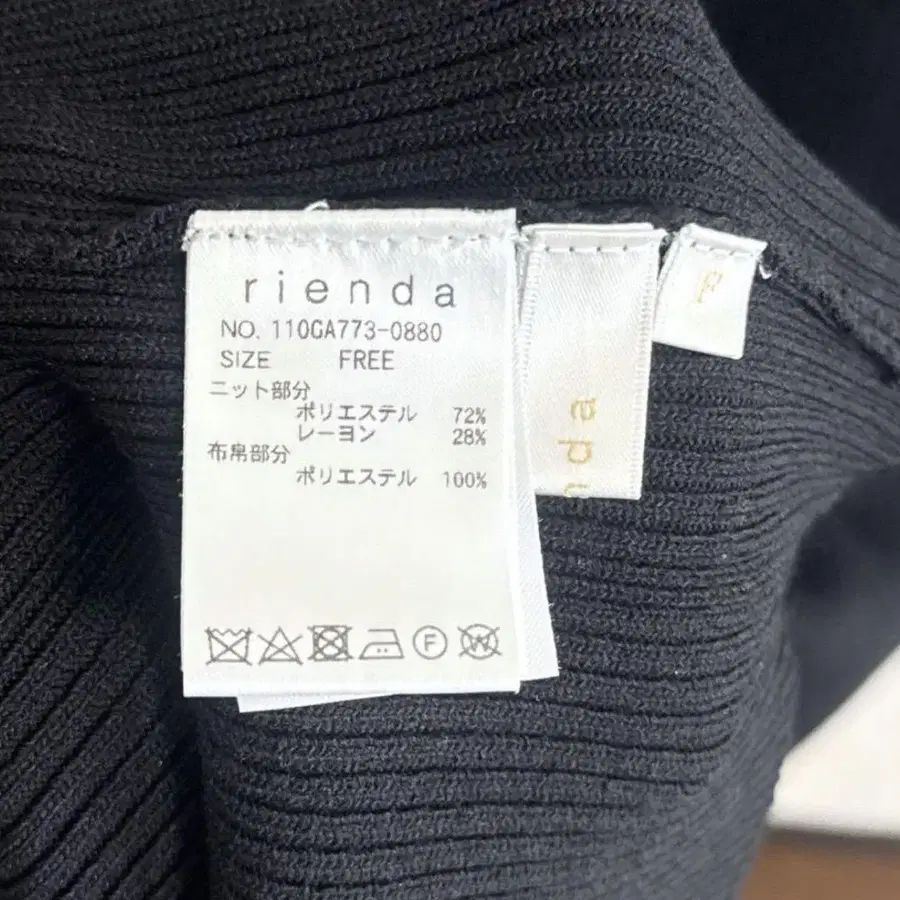 rienda
NO. 110GA773-0880
SIZE FREE
ニット部分
ポリエステル 72%
レーヨン 28%
布帛部分
ポリエステル 100%
F
W
nda
F